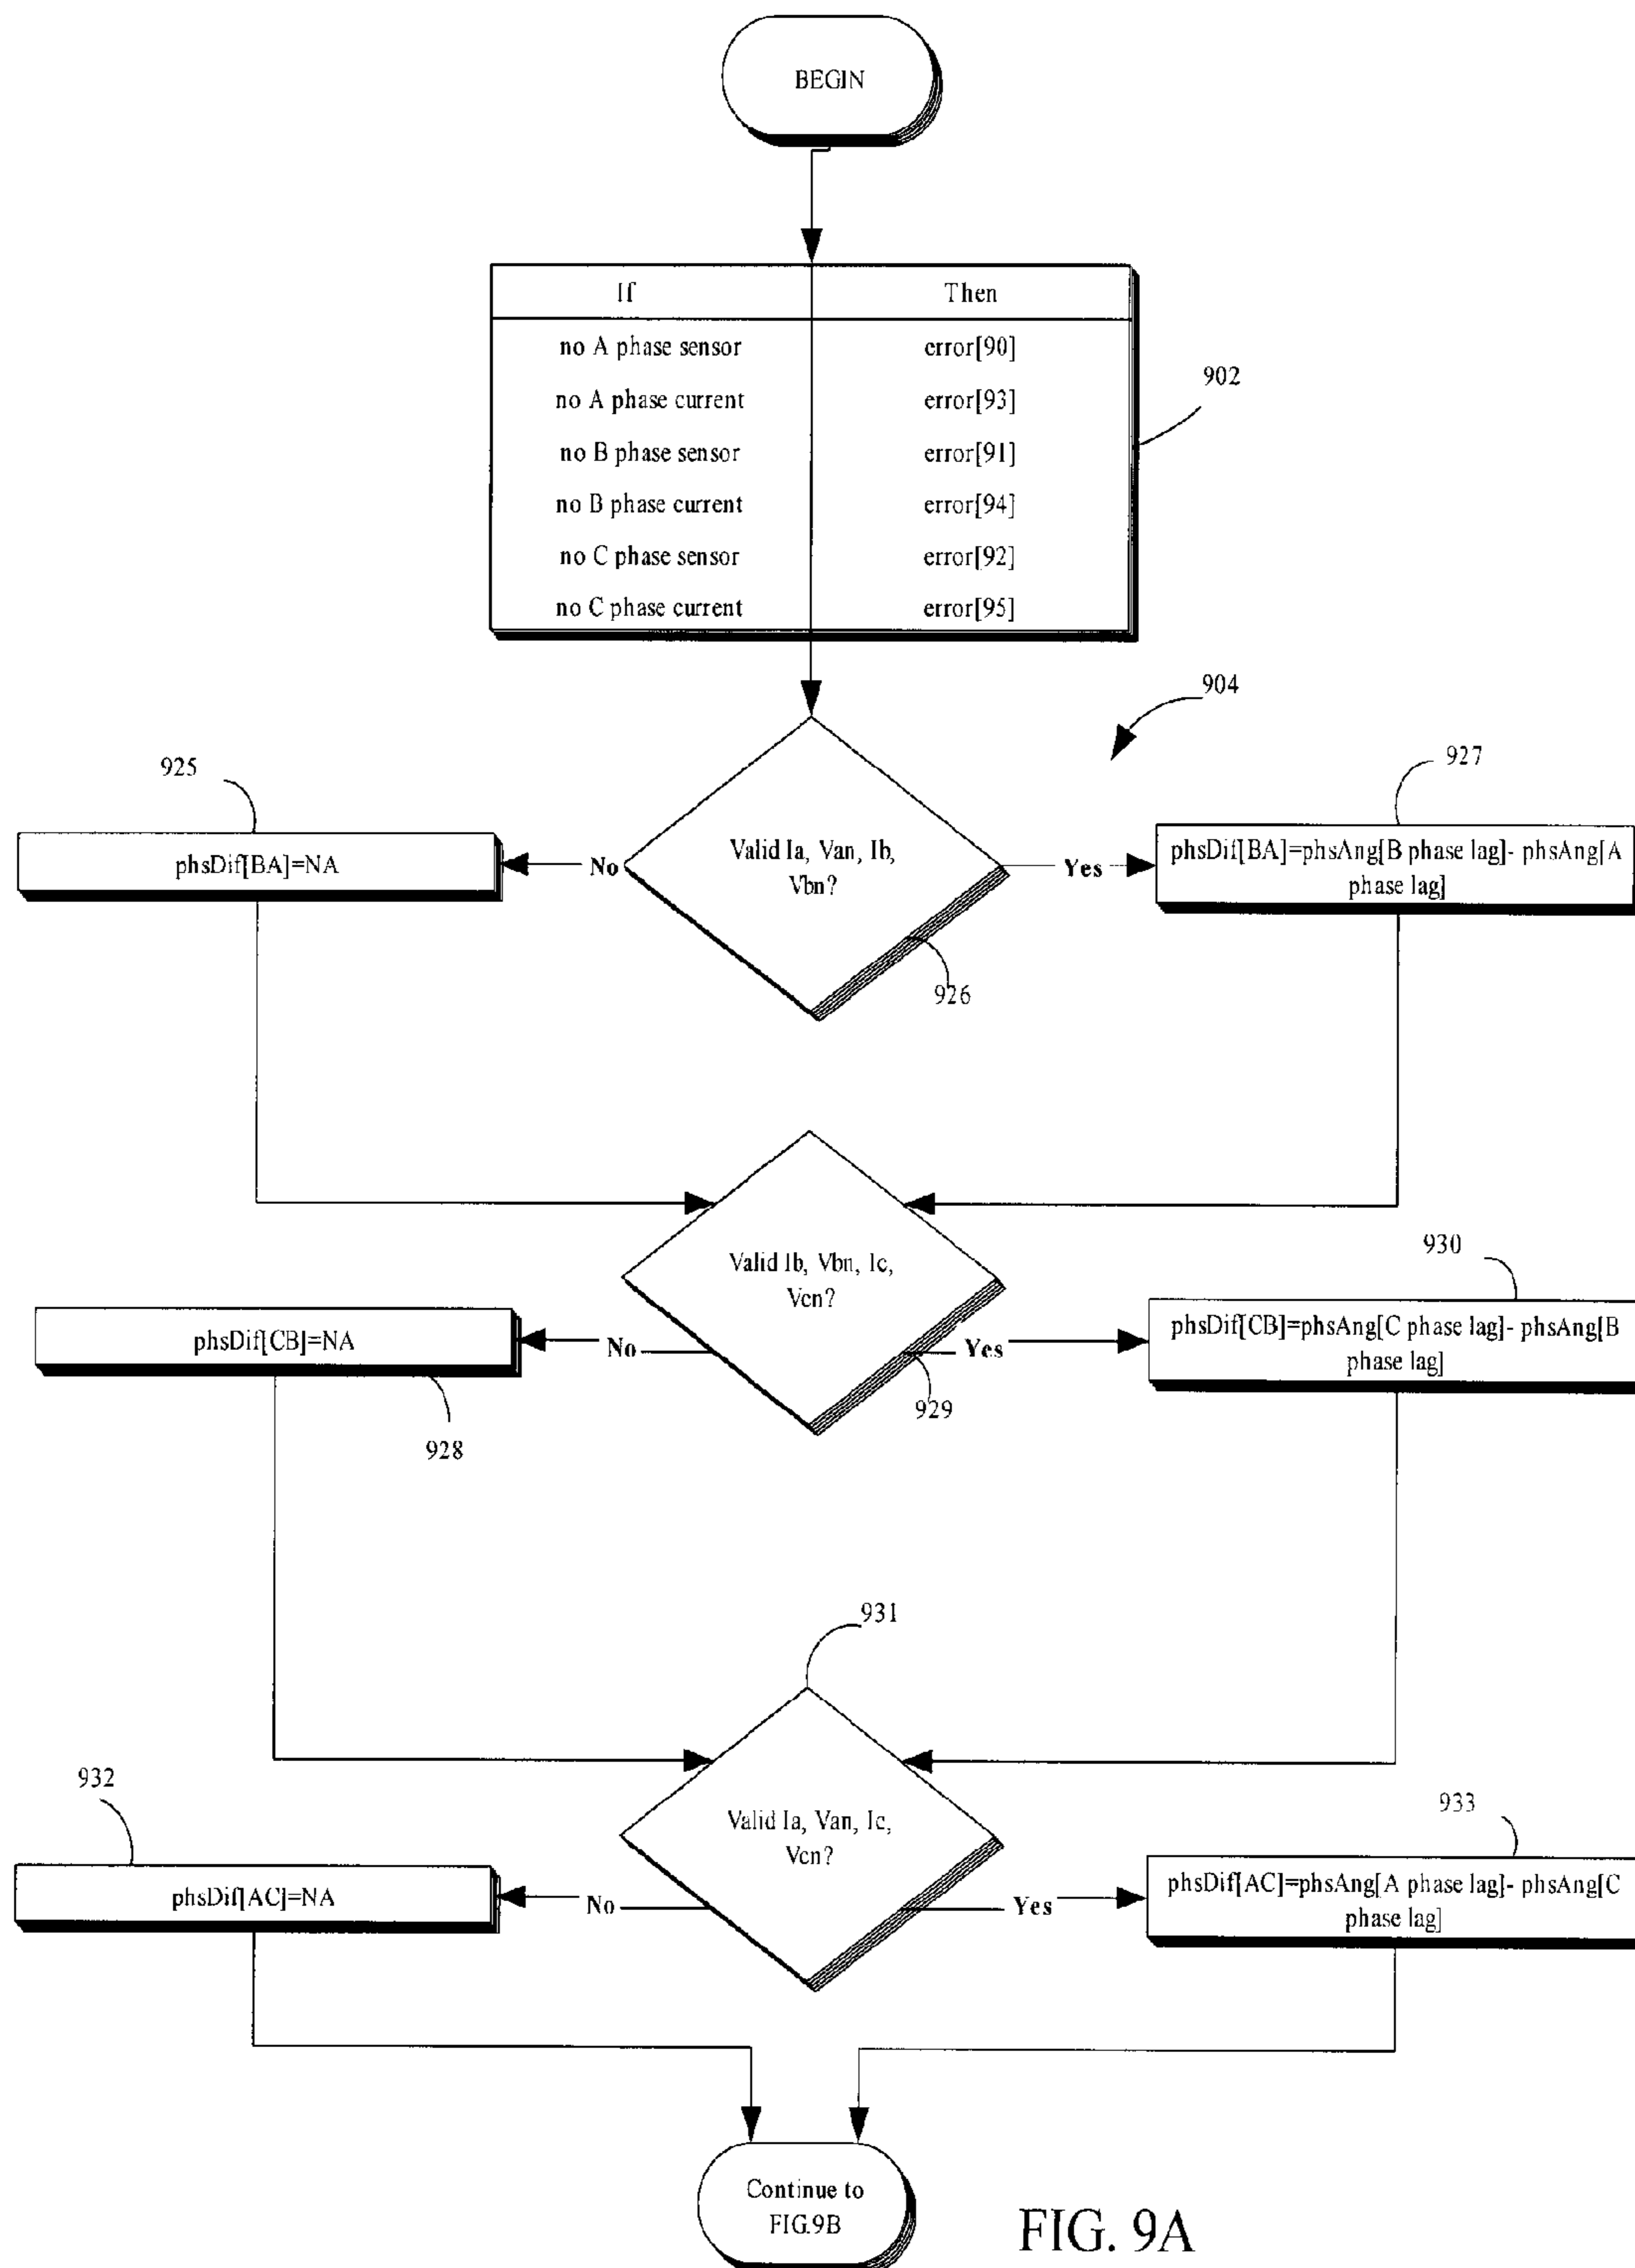 BEGIN
If Then
no A phase sensor error[90]
no A phase current error[93]
no B phase sensor error[91]
no B phase current error[94]
no C phase sensor error[92]
no C phase current error[95]
902
904
925
927
phsDif[BA]=NA
No
Valid Ia, Van, Ib,
Vbn?
Yes
phsDif[BA]=phsAng[B phase lag]- phsAng[A
phase lag]
926
930
phsDif[CB]=NA
No
Valid Ib, Vbn, Ic,
Vcn?
Yes
phsDif[CB]=phsAng[C phase lag]- phsAng[B
phase lag]
929
928
931
932
933
phsDif[AC]=NA
No
Valid Ia, Van, Ic,
Vcn?
Yes
phsDif[AC]=phsAng[A phase lag]- phsAng[C
phase lag]
Continue to
FIG.9B
FIG. 9A